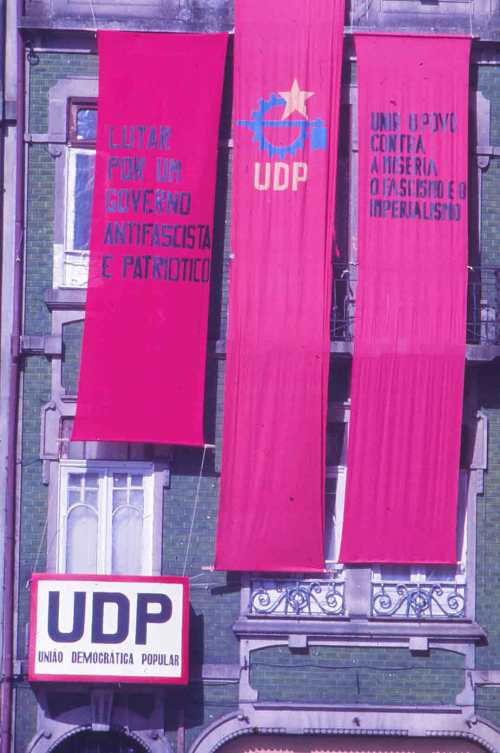 LUTAR
POR UM
GOVERNO
ANTIFASCISTA
E PATRIOTICO
UDP
UNIR O POVO
CONTRA
A MISERIA
O FASCISMO E O
IMPERIALISMO
UDP
UNIÃO DEMOCRÁTICA POPULAR